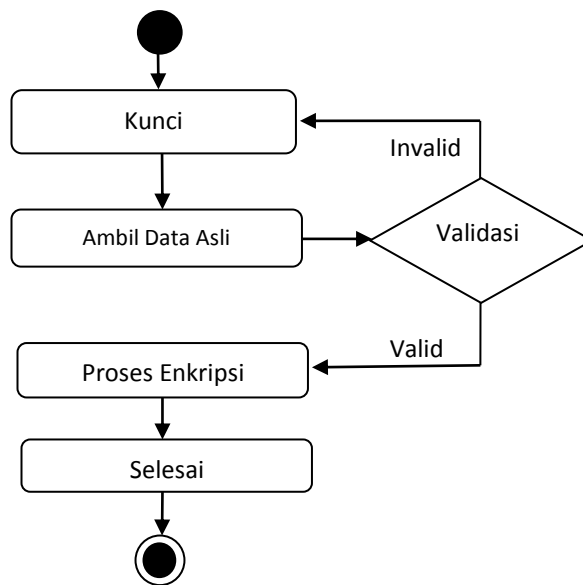 Kunci
Invalid
Ambil Data Asli
Validasi
Valid
Proses Enkripsi
Selesai